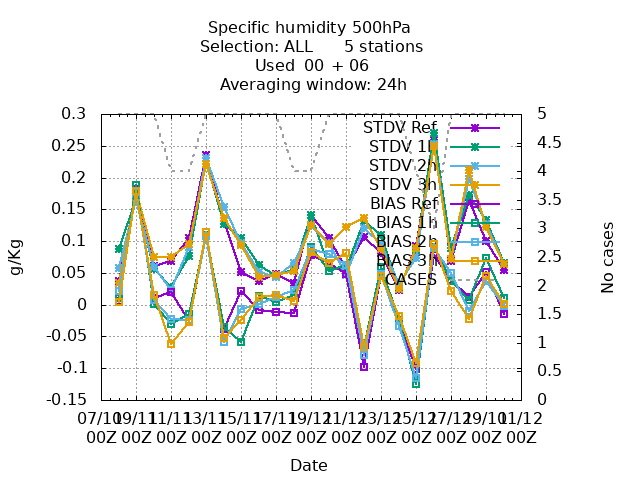 Specific humidity 500hPa
Selection: ALL 5 stations
Used 00 + 06
Averaging window: 24h
0.3
0.25
0.2
0.15
0.1
0.05
0
-0.05
-0.1
-0.15
g/Kg
5
4.5
4
3.5
3
2.5
2
1.5
1
0.5
0
No cases
STDV Ref
STDV 1h
STDV 2h
STDV 3h
BIAS Ref
BIAS 1h
BIAS 2h
BIAS 3h
CASES
07/10 09/11 11/11 13/11 15/11 17/11 19/12 21/12 23/12 25/12 27/12 29/10 01/12
00Z 00Z 00Z 00Z 00Z 00Z 00Z 00Z 00Z 00Z 00Z 00Z 00Z
Date